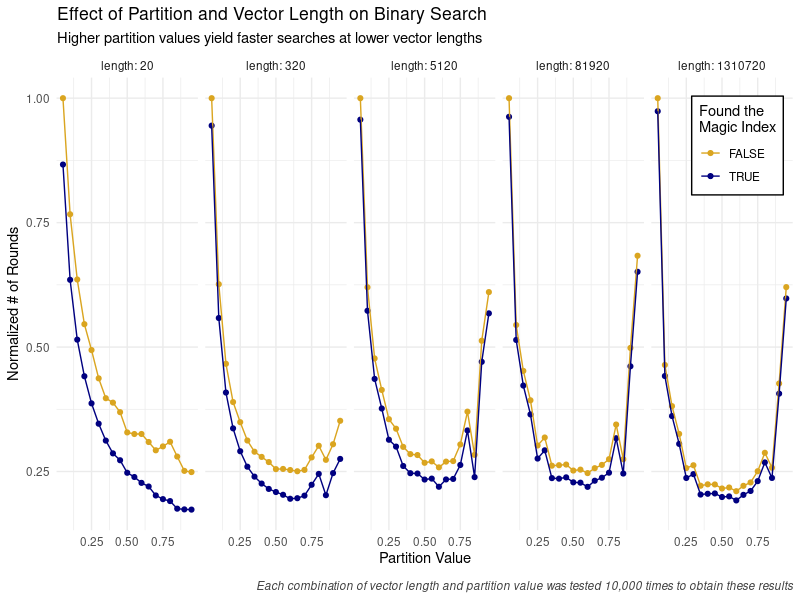 Effect of Partition and Vector Length on Binary Search
Higher partition values yield faster searches at lower vector lengths
length: 20
length: 320
length: 5120
length: 81920
length: 1310720
Found the
Magic Index
FALSE
TRUE
1.00
0.75
0.50
0.25
Normalized # of Rounds
0.25 0.50 0.75
0.25 0.50 0.75
0.25 0.50 0.75
0.25 0.50 0.75
0.25 0.50 0.75
Partition Value
Each combination of vector length and partition value was tested 10,000 times to obtain these results